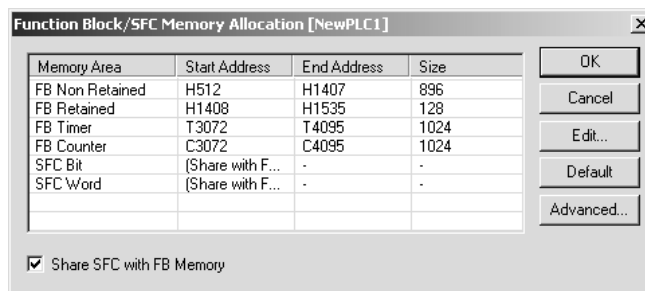 Function Block/SFC Memory Allocation [NewPLC1]
Memory Area Start Address End Address Size
FB Non Retained H512 H1407 896
FB Retained H1408 H1535 128
FB Timer T3072 T4095 1024
FB Counter C3072 C4095 1024
SFC Bit (Share with F... - -
SFC Word (Share with F... - -
OK
Cancel
Edit...
Default
Advanced...
Share SFC with FB Memory